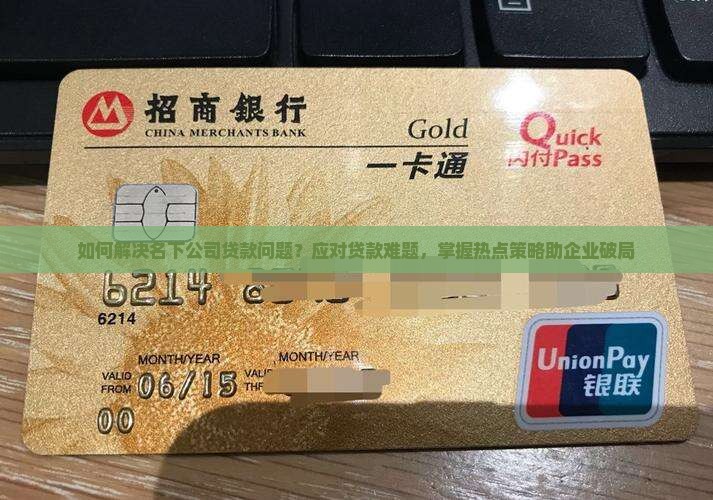 招商銀行
CHINA MERCHANTS BANK
Gold
一卡通
Quick
闪付Pass
如何解决名下公司贷款问题？应对贷款难题，掌握热点策略助企业破局
6214
6214
MONTH/YEAR MONTH/YEAR
VALID FROM 06/15 VALID
00
UnionPay
银联